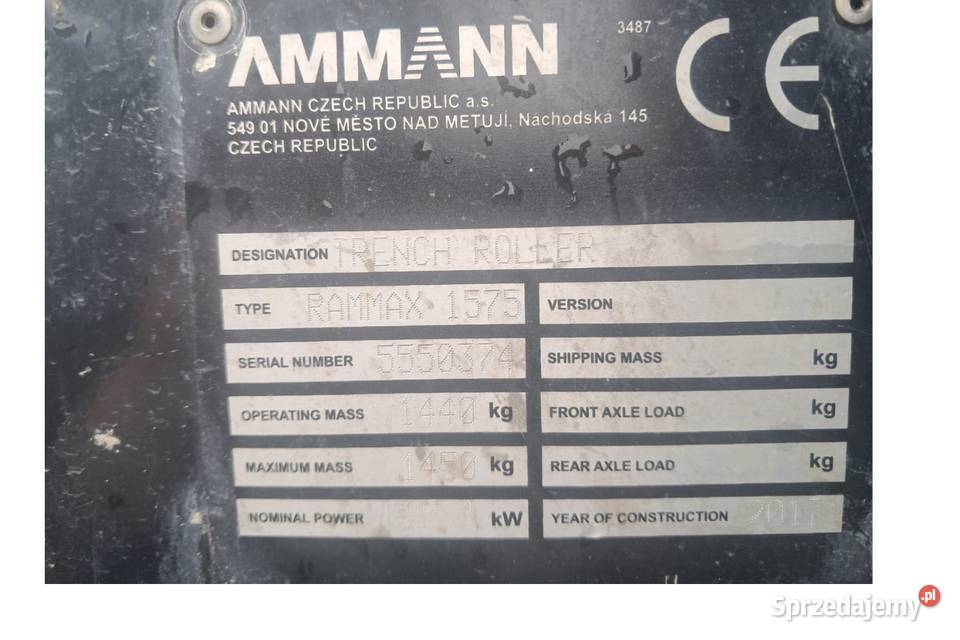 AMMANN
3487
CE
AMMANN CZECH REPUBLIC a.s.
549 01 NOVÉ MĚSTO NAD METUJÍ, Náchodská 145
CZECH REPUBLIC
DESIGNATION TRENCH ROLLER
TYPE RAMMAX 1575
VERSION
SERIAL NUMBER 5550374
SHIPPING MASS kg
OPERATING MASS 1440 kg
FRONT AXLE LOAD kg
MAXIMUM MASS 1450 kg
REAR AXLE LOAD kg
NOMINAL POWER kW
YEAR OF CONSTRUCTION 2017
Sprzedajemy.pl